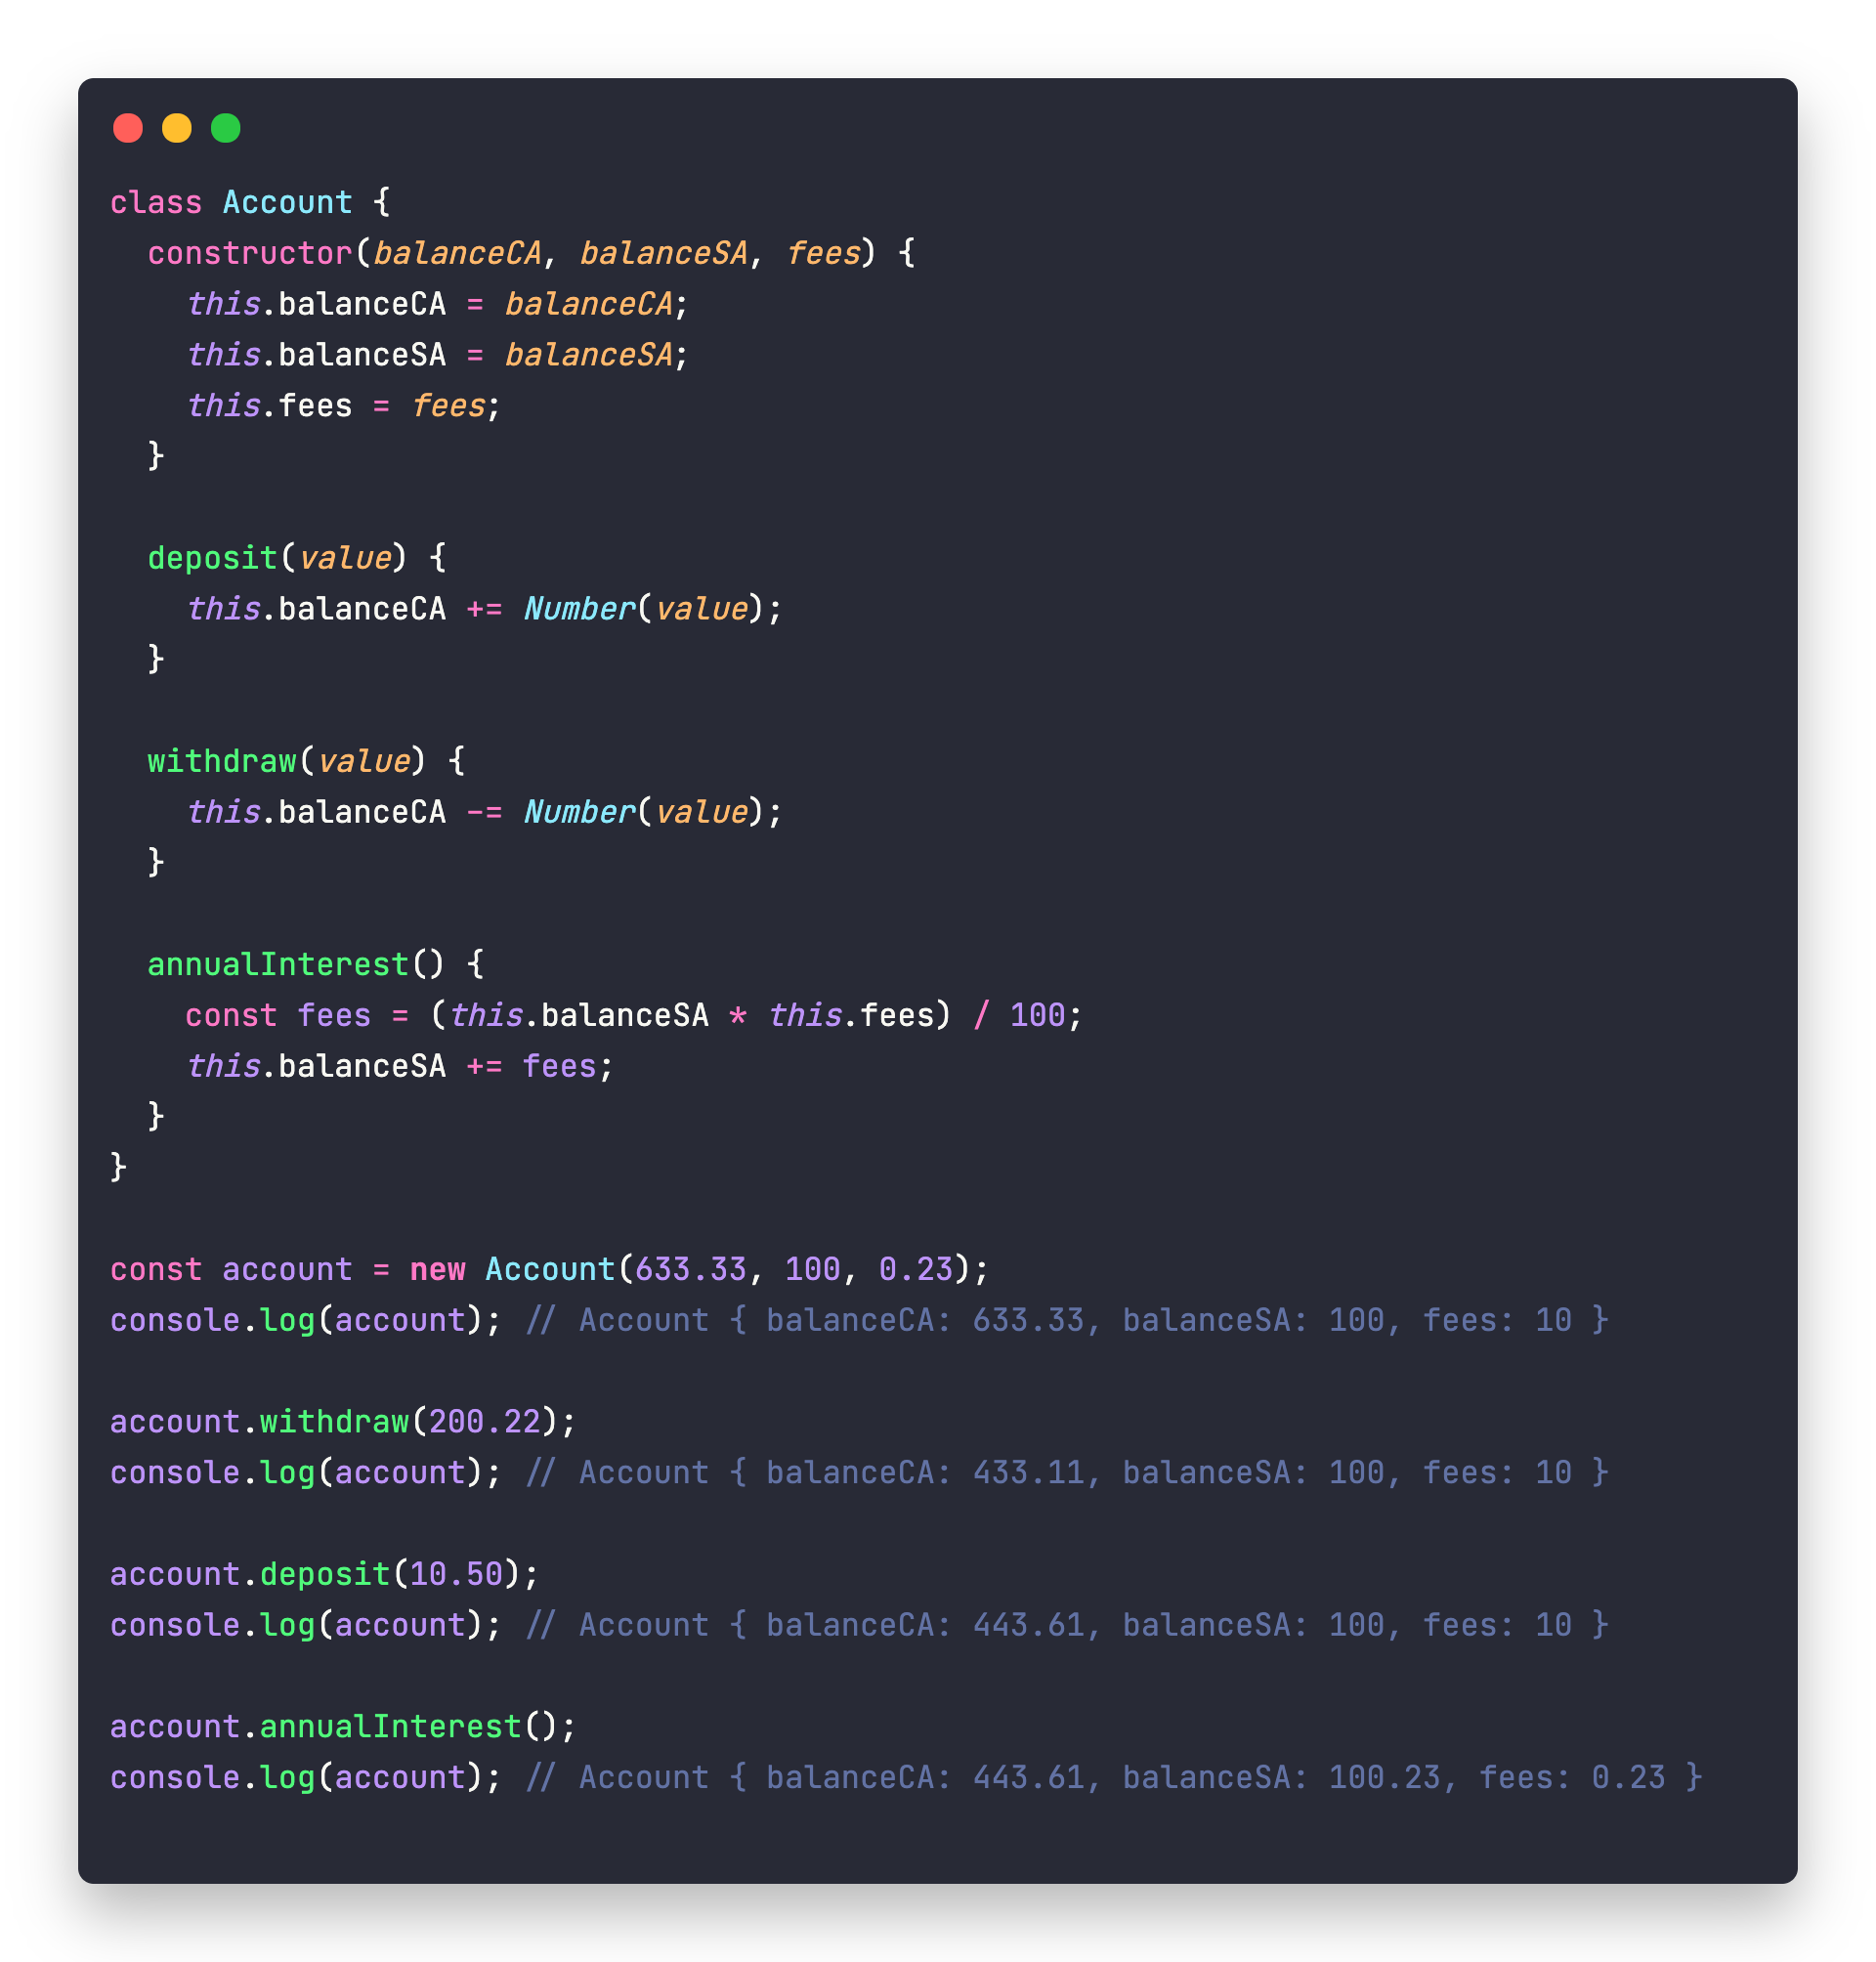 class Account {
  constructor(balanceCA, balanceSA, fees) {
    this.balanceCA = balanceCA;
    this.balanceSA = balanceSA;
    this.fees = fees;
  }

  deposit(value) {
    this.balanceCA += Number(value);
  }

  withdraw(value) {
    this.balanceCA -= Number(value);
  }

  annualInterest() {
    const fees = (this.balanceSA * this.fees) / 100;
    this.balanceSA += fees;
  }
}

const account = new Account(633.33, 100, 0.23);
console.log(account); // Account { balanceCA: 633.33, balanceSA: 100, fees: 10 }

account.withdraw(200.22);
console.log(account); // Account { balanceCA: 433.11, balanceSA: 100, fees: 10 }

account.deposit(10.50);
console.log(account); // Account { balanceCA: 443.61, balanceSA: 100, fees: 10 }

account.annualInterest();
console.log(account); // Account { balanceCA: 443.61, balanceSA: 100.23, fees: 0.23 }